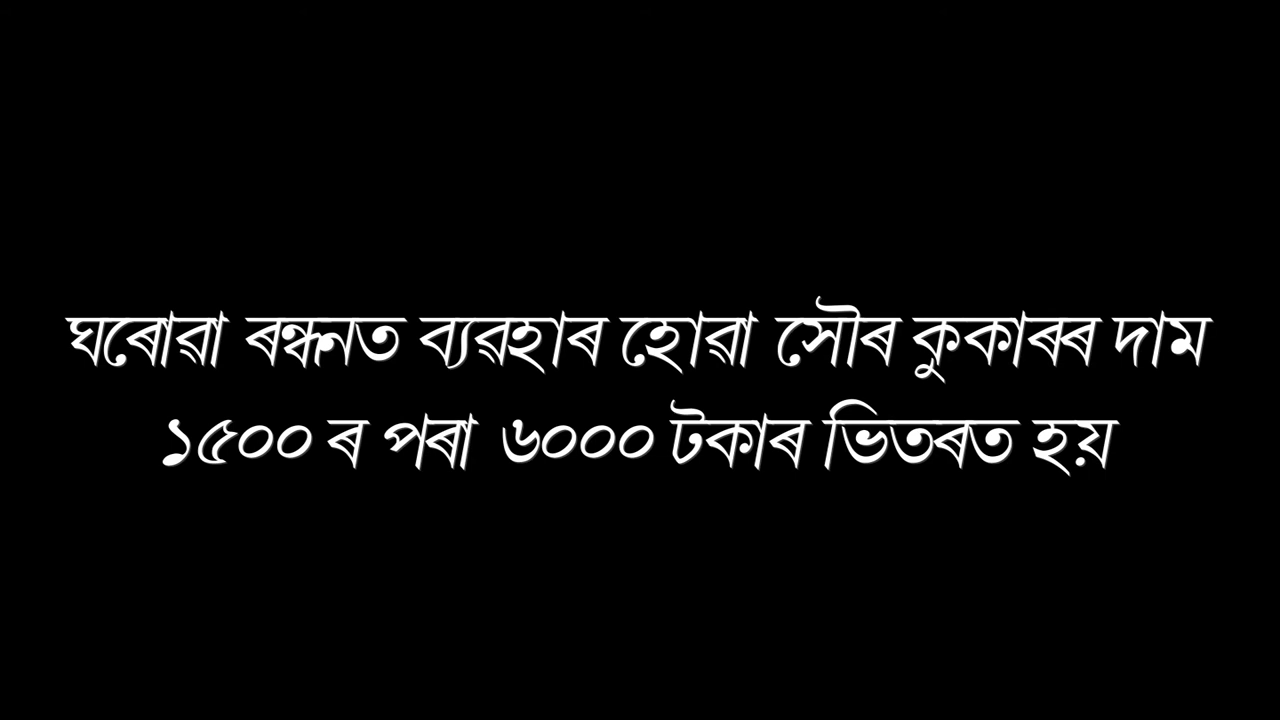 ঘৰোৱা ৰন্ধনত ব্যৱহাৰ হোৱা সৌৰ কুকাৰৰ দাম
১৫০০ ৰ পৰা ৬০০০ টকাৰ ভিতৰত হয়